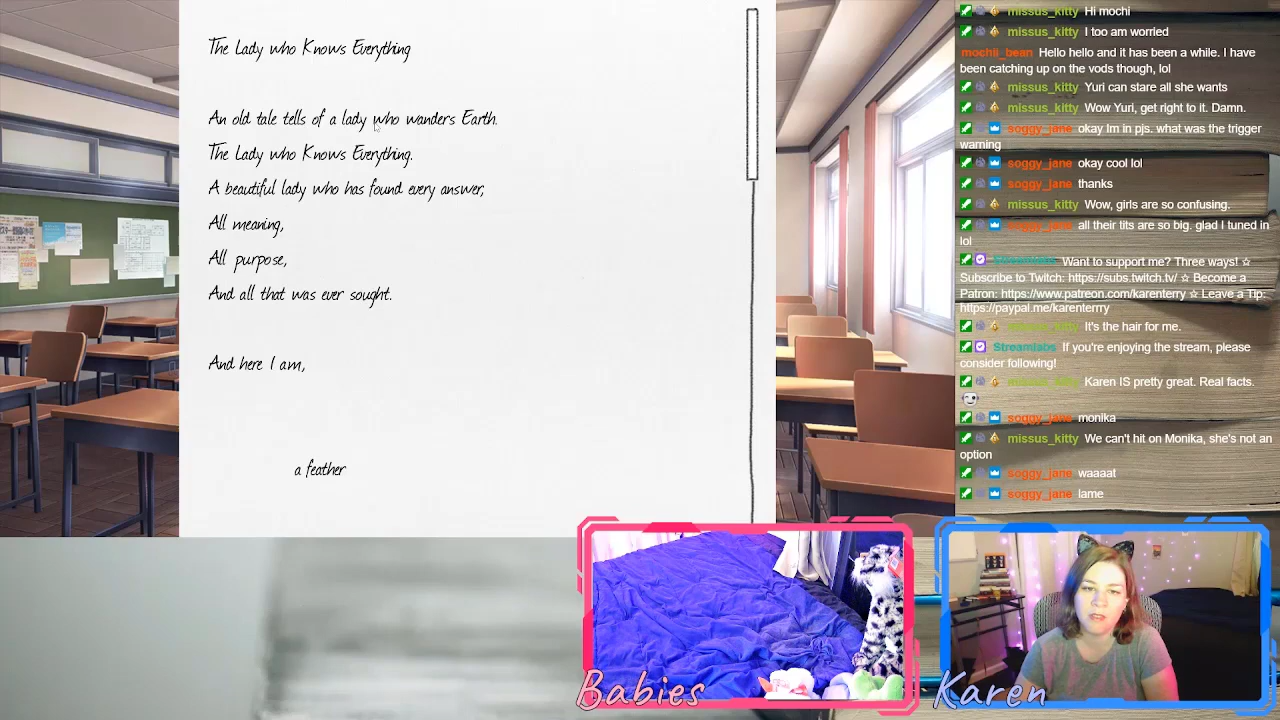 The Lady who Knows Everything
An old tale tells of a lady who wanders Earth.
The Lady who Knows Everything.
A beautiful lady who has found every answer,
All meaning,
All purpose,
And all that was ever sought.
And here I am,
a feather
missus_kitty Hi mochi
missus_kitty I too am worried
mochii_bean Hello hello and it has been a while. I have
been catching up on the vods though, lol
missus_kitty Yuri can stare all she wants
missus_kitty Wow Yuri, get right to it. Damn.
soggy_jane okay Im in pjs. what was the trigger
warning
soggy_jane okay cool lol
soggy_jane thanks
missus_kitty Wow, girls are so confusing.
soggy_jane all their tits are so big. glad I tuned in
lol
Streamlabs Want to support me? Three ways! ☆
Subscribe to Twitch: https://subs.twitch.tv/ ☆ Become a
Patron: https://www.patreon.com/karenterry ☆ Leave a Tip:
https://paypal.me/karenterrry
missus_kitty It's the hair for me.
Streamlabs If you're enjoying the stream, please
consider following!
missus_kitty Karen IS pretty great. Real facts.
soggy_jane monika
missus_kitty We can't hit on Monika, she's not an
option
soggy_jane waaaat
soggy_jane lame
Babies
Karen